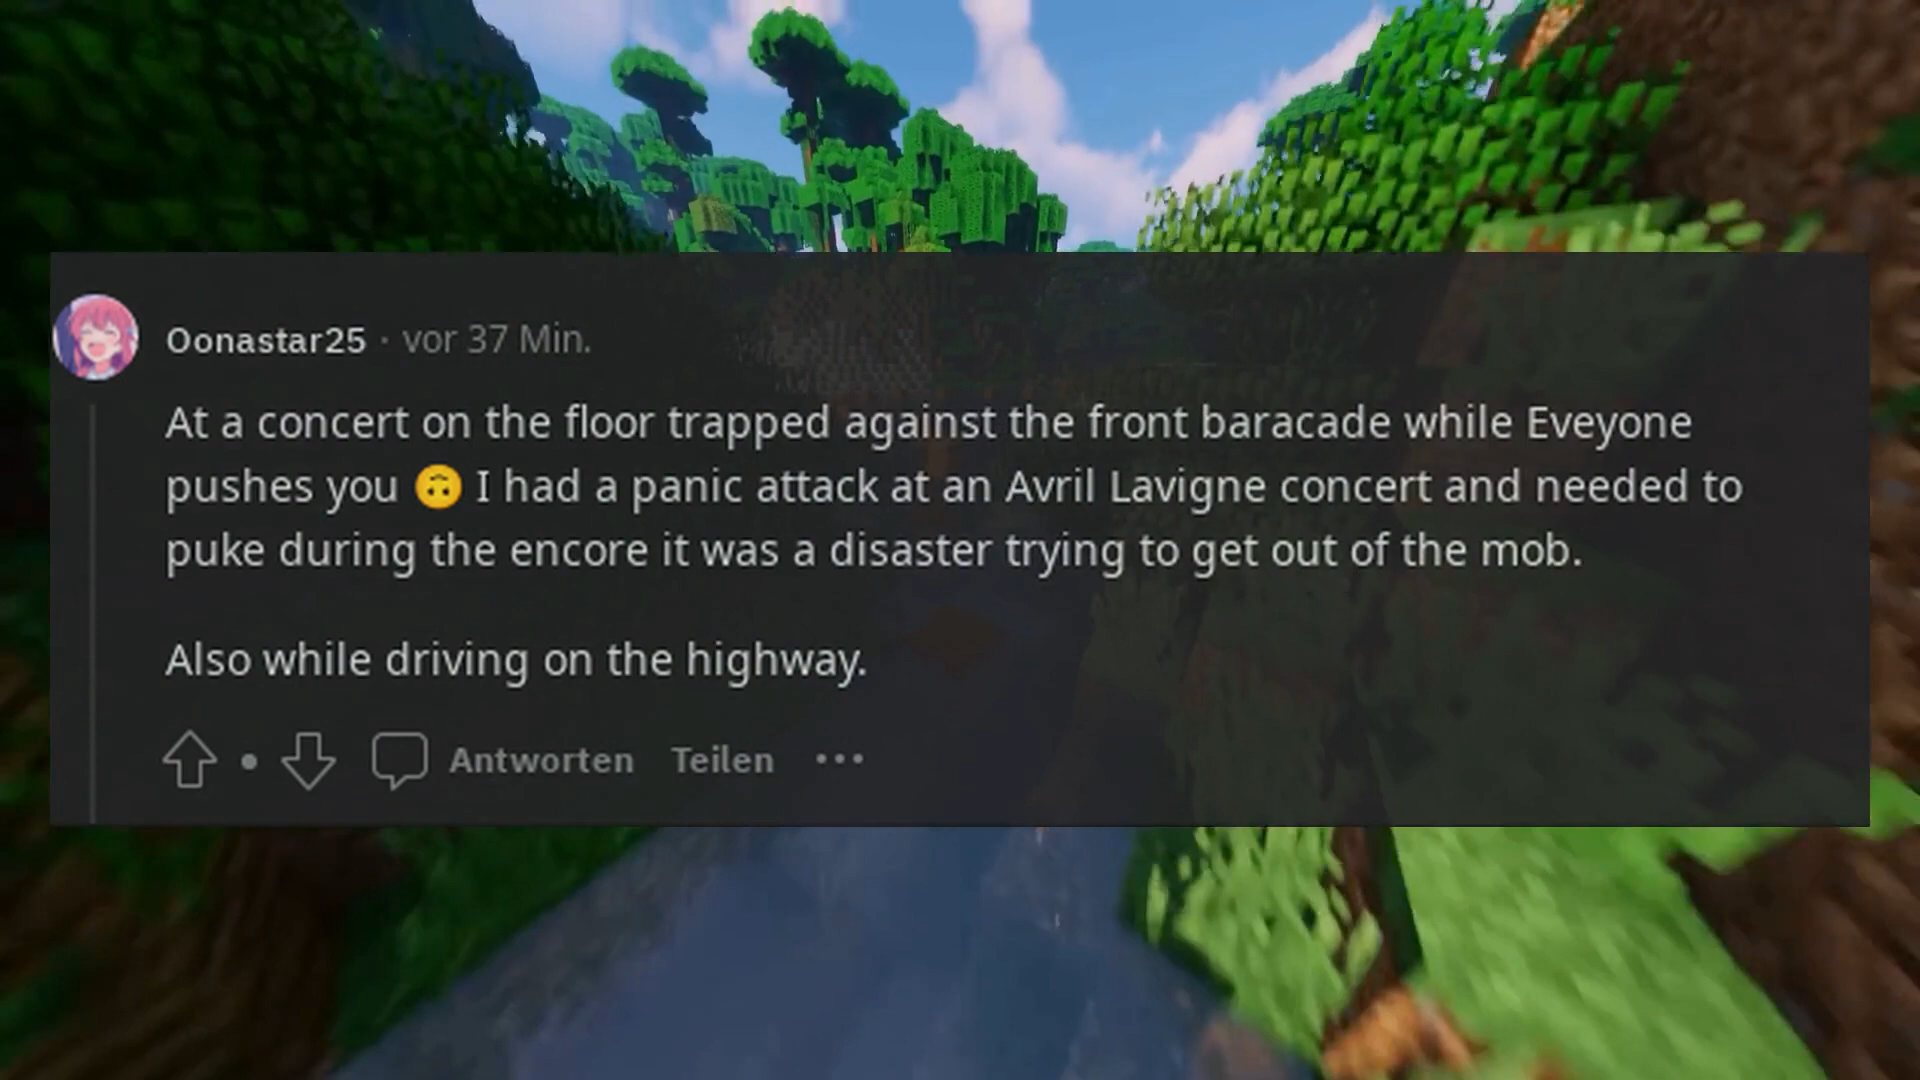 Oonastar25 · vor 37 Min.
At a concert on the floor trapped against the front baracade while Eveyone
pushes you 🙃 I had a panic attack at an Avril Lavigne concert and needed to
puke during the encore it was a disaster trying to get out of the mob.
Also while driving on the highway.
Antworten Teilen